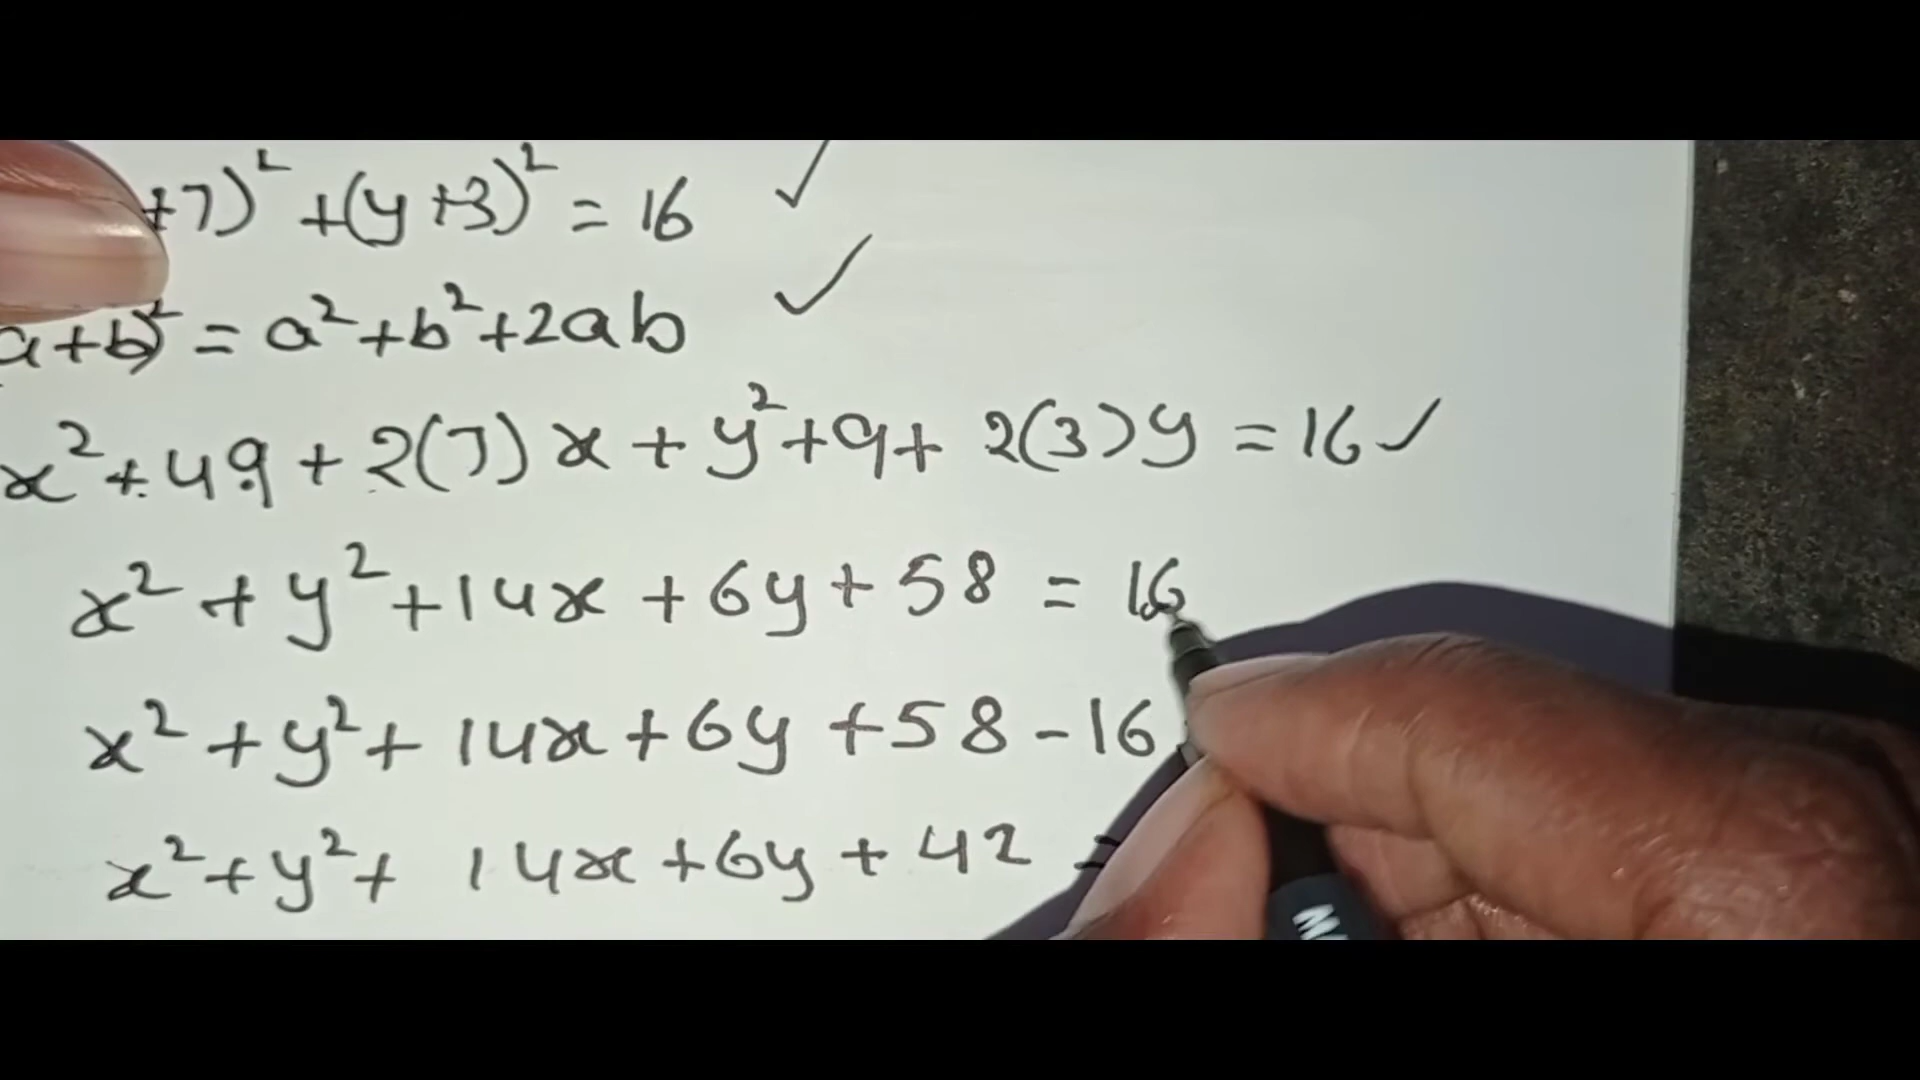 +7)² + (y+3)² = 16 ✓
a+b)² = a²+b²+2ab ✓
x²+49+2(7)x+y²+9+2(3)y=16 ✓
x²+y²+14x+6y+58 = 16
x²+y²+14x+6y+58-16
x²+y²+14x+6y+42 =